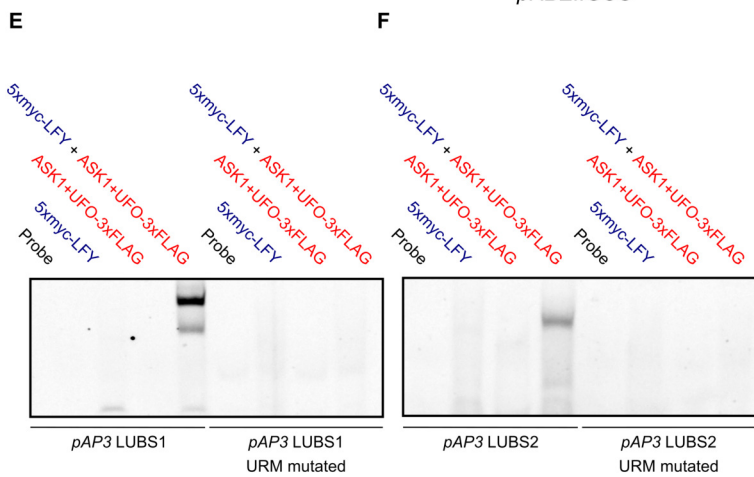 E
F
5xmyc-LFY + ASK1+UFO-3xFLAG
ASK1+UFO-3xFLAG
5xmyc-LFY
Probe
5xmyc-LFY + ASK1+UFO-3xFLAG
ASK1+UFO-3xFLAG
5xmyc-LFY
Probe
5xmyc-LFY + ASK1+UFO-3xFLAG
ASK1+UFO-3xFLAG
5xmyc-LFY
Probe
5xmyc-LFY + ASK1+UFO-3xFLAG
ASK1+UFO-3xFLAG
5xmyc-LFY
Probe
pAP3 LUBS1
pAP3 LUBS1
URM mutated
pAP3 LUBS2
pAP3 LUBS2
URM mutated